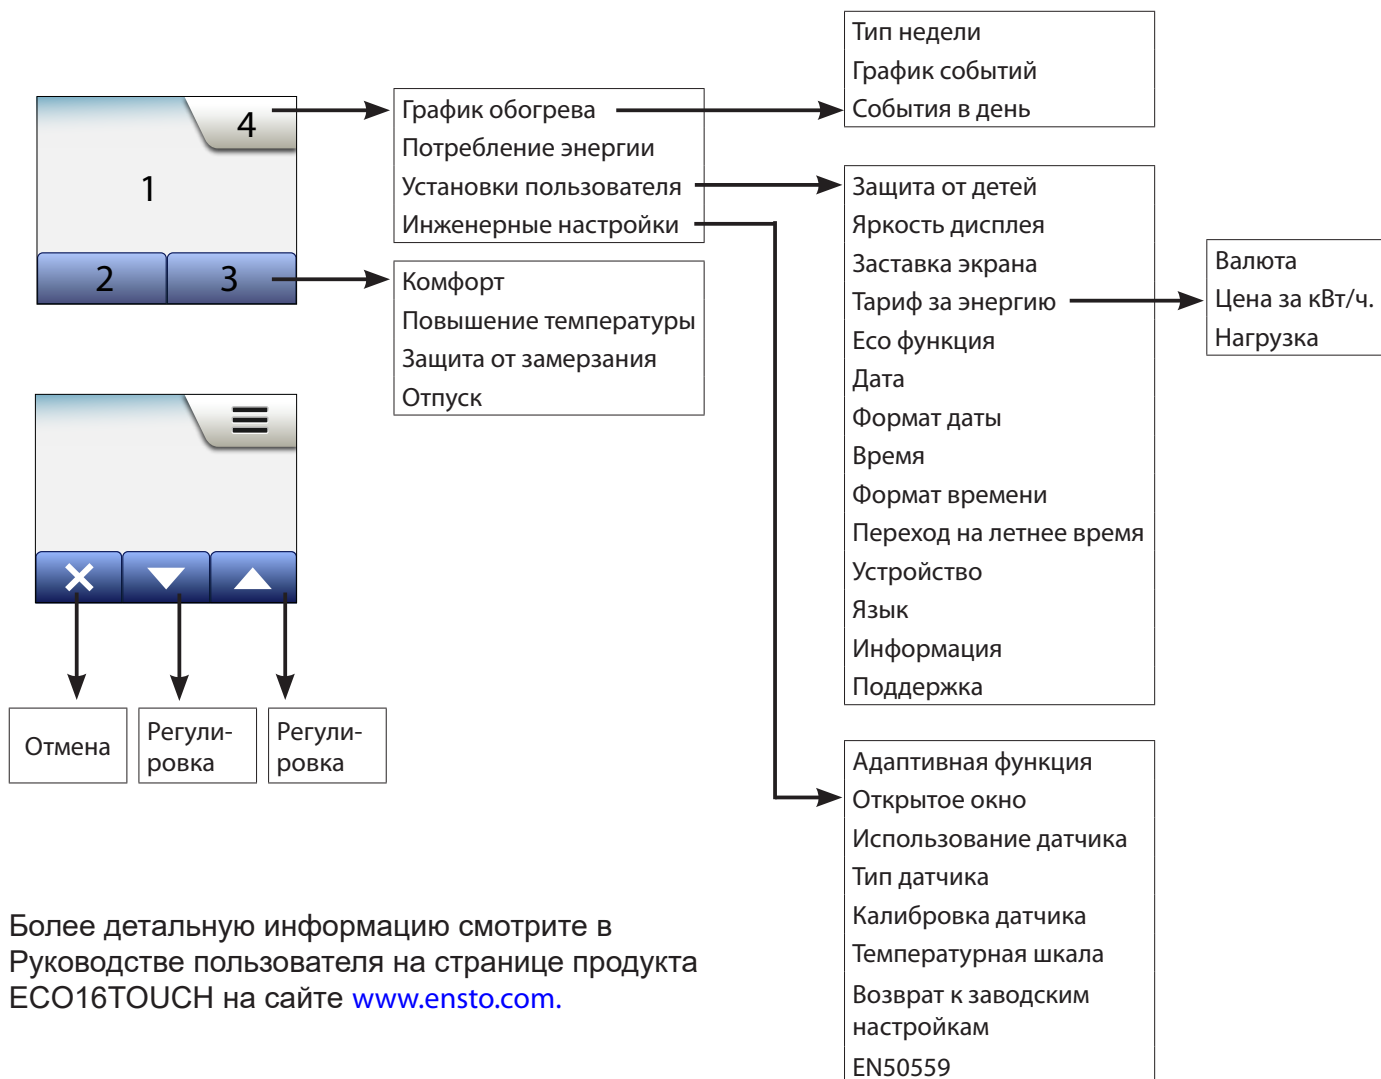 4
1
2
3
График обогрева
Потребление энергии
Установки пользователя
Инженерные настройки
Комфорт
Повышение температуры
Защита от замерзания
Отпуск
Тип недели
График событий
События в день
Защита от детей
Яркость дисплея
Заставка экрана
Тариф за энергию
Eco функция
Дата
Формат даты
Время
Формат времени
Переход на летнее время
Устройство
Язык
Информация
Поддержка
Валюта
Цена за кВт/ч.
Нагрузка
Адаптивная функция
Открытое окно
Использование датчика
Тип датчика
Калибровка датчика
Температурная шкала
Возврат к заводским
настройкам
EN50559
Отмена
Регули-
ровка
Регули-
ровка
Более детальную информацию смотрите в
Руководстве пользователя на странице продукта
ECO16TOUCH на сайте www.ensto.com.